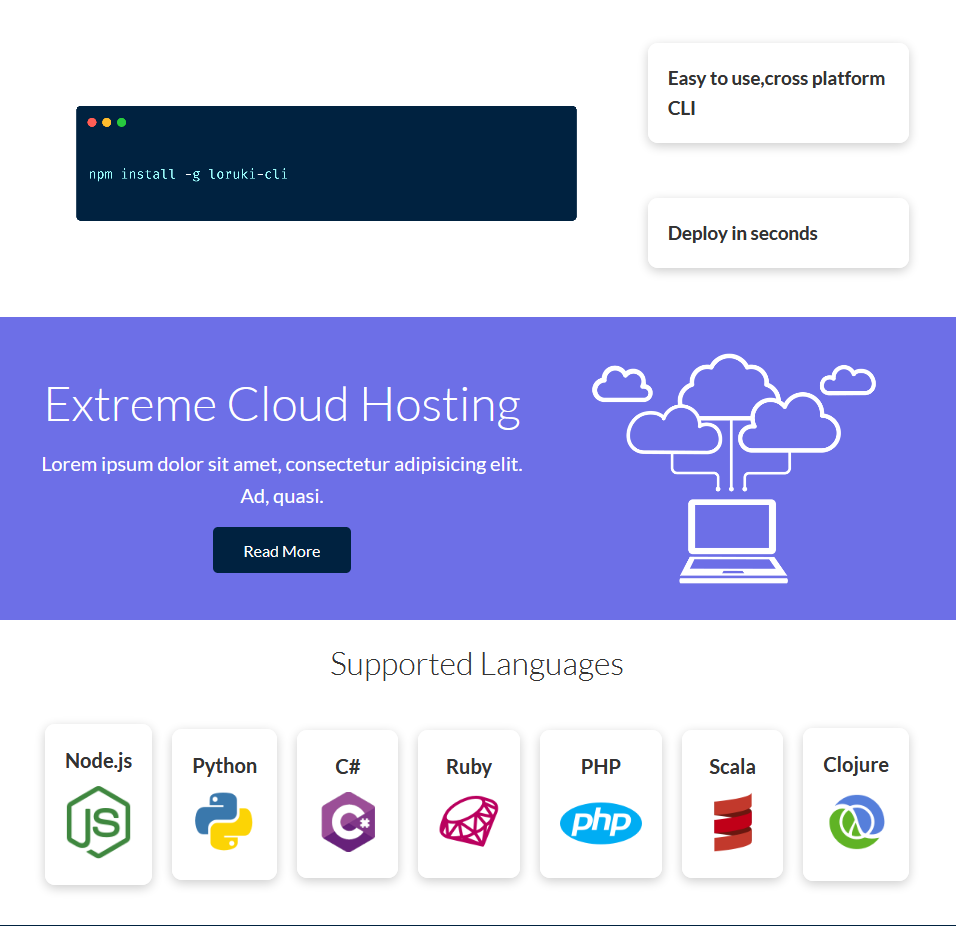 Easy to use,cross platform
CLI
npm install -g loruki-cli
Deploy in seconds
Extreme Cloud Hosting
Lorem ipsum dolor sit amet, consectetur adipisicing elit.
Ad, quasi.
Read More
Supported Languages
Node.js
Python
C#
Ruby
PHP
Scala
Clojure
JS
C#
php